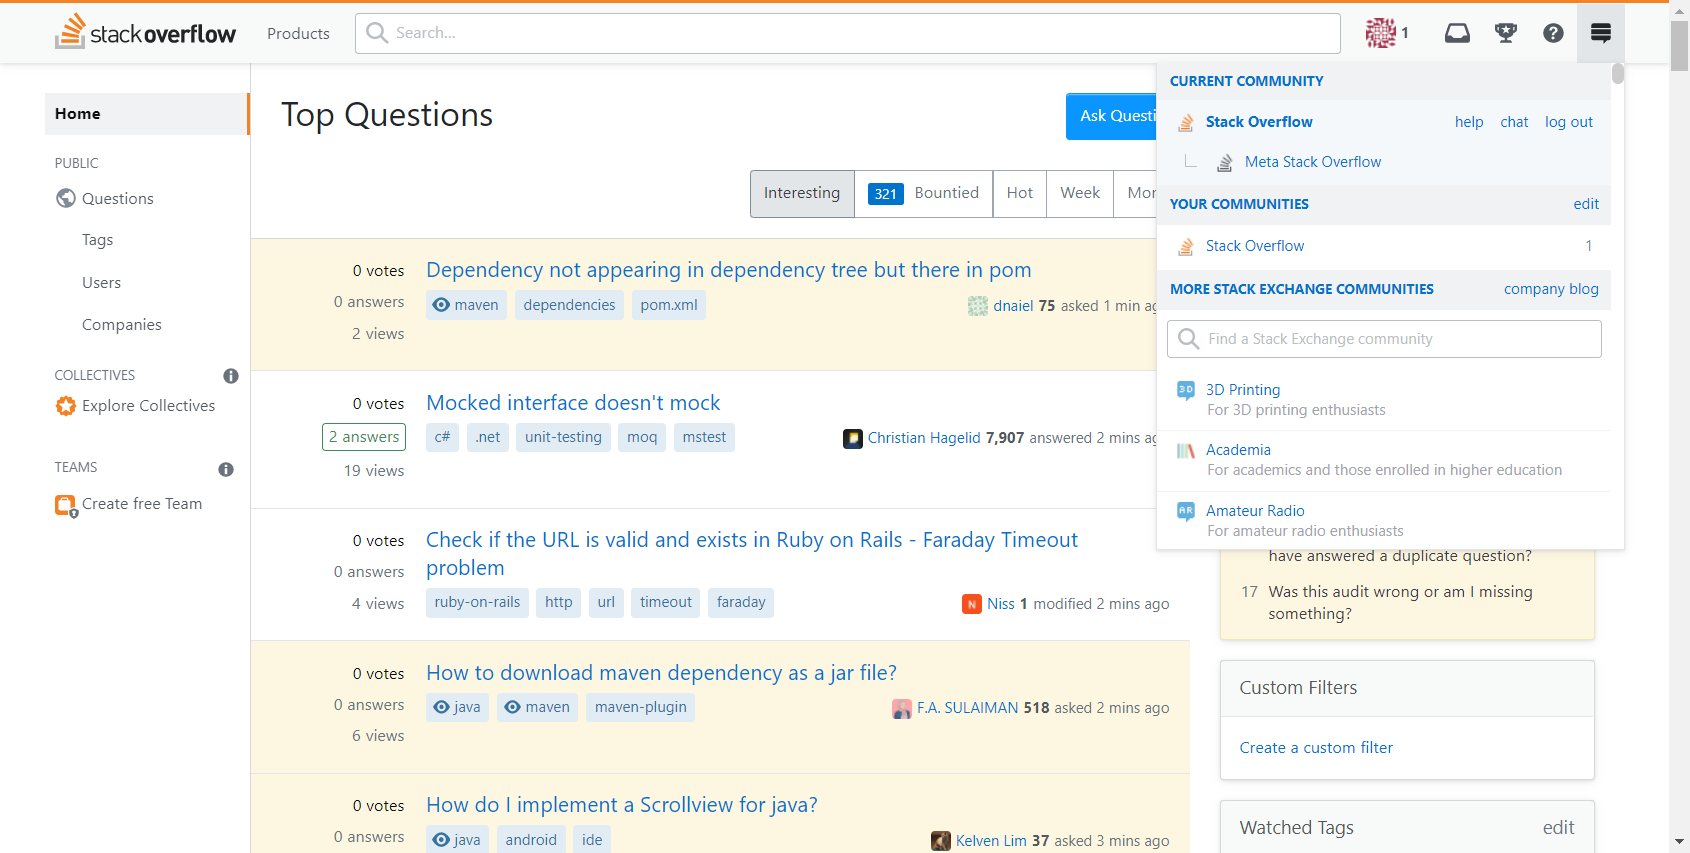 stack overflow
Products
Search...
1
Home
PUBLIC
Questions
Tags
Users
Companies
COLLECTIVES
Explore Collectives
TEAMS
Create free Team
Top Questions
Ask Questi
Interesting
321 Bountied
Hot
Week
Mor
0 votes
0 answers
2 views
Dependency not appearing in dependency tree but there in pom
maven dependencies pom.xml
dnaiel 75 asked 1 min ag
0 votes
2 answers
19 views
Mocked interface doesn't mock
c# .net unit-testing moq mstest
Christian Hagelid 7,907 answered 2 mins ag
0 votes
0 answers
4 views
Check if the URL is valid and exists in Ruby on Rails - Faraday Timeout
problem
ruby-on-rails http url timeout faraday
N
Niss 1 modified 2 mins ago
0 votes
0 answers
6 views
How to download maven dependency as a jar file?
java maven maven-plugin
F.A. SULAIMAN 518 asked 2 mins ago
0 votes
0 answers
How do I implement a Scrollview for java?
java android ide
Kelven Lim 37 asked 3 mins ago
CURRENT COMMUNITY
Stack Overflow help chat log out
Meta Stack Overflow
YOUR COMMUNITIES edit
Stack Overflow 1
MORE STACK EXCHANGE COMMUNITIES company blog
Find a Stack Exchange community
3D
3D Printing
For 3D printing enthusiasts
Academia
For academics and those enrolled in higher education
AR
Amateur Radio
For amateur radio enthusiasts
have answered a duplicate question?
17 Was this audit wrong or am I missing
something?
Custom Filters
Create a custom filter
Watched Tags edit